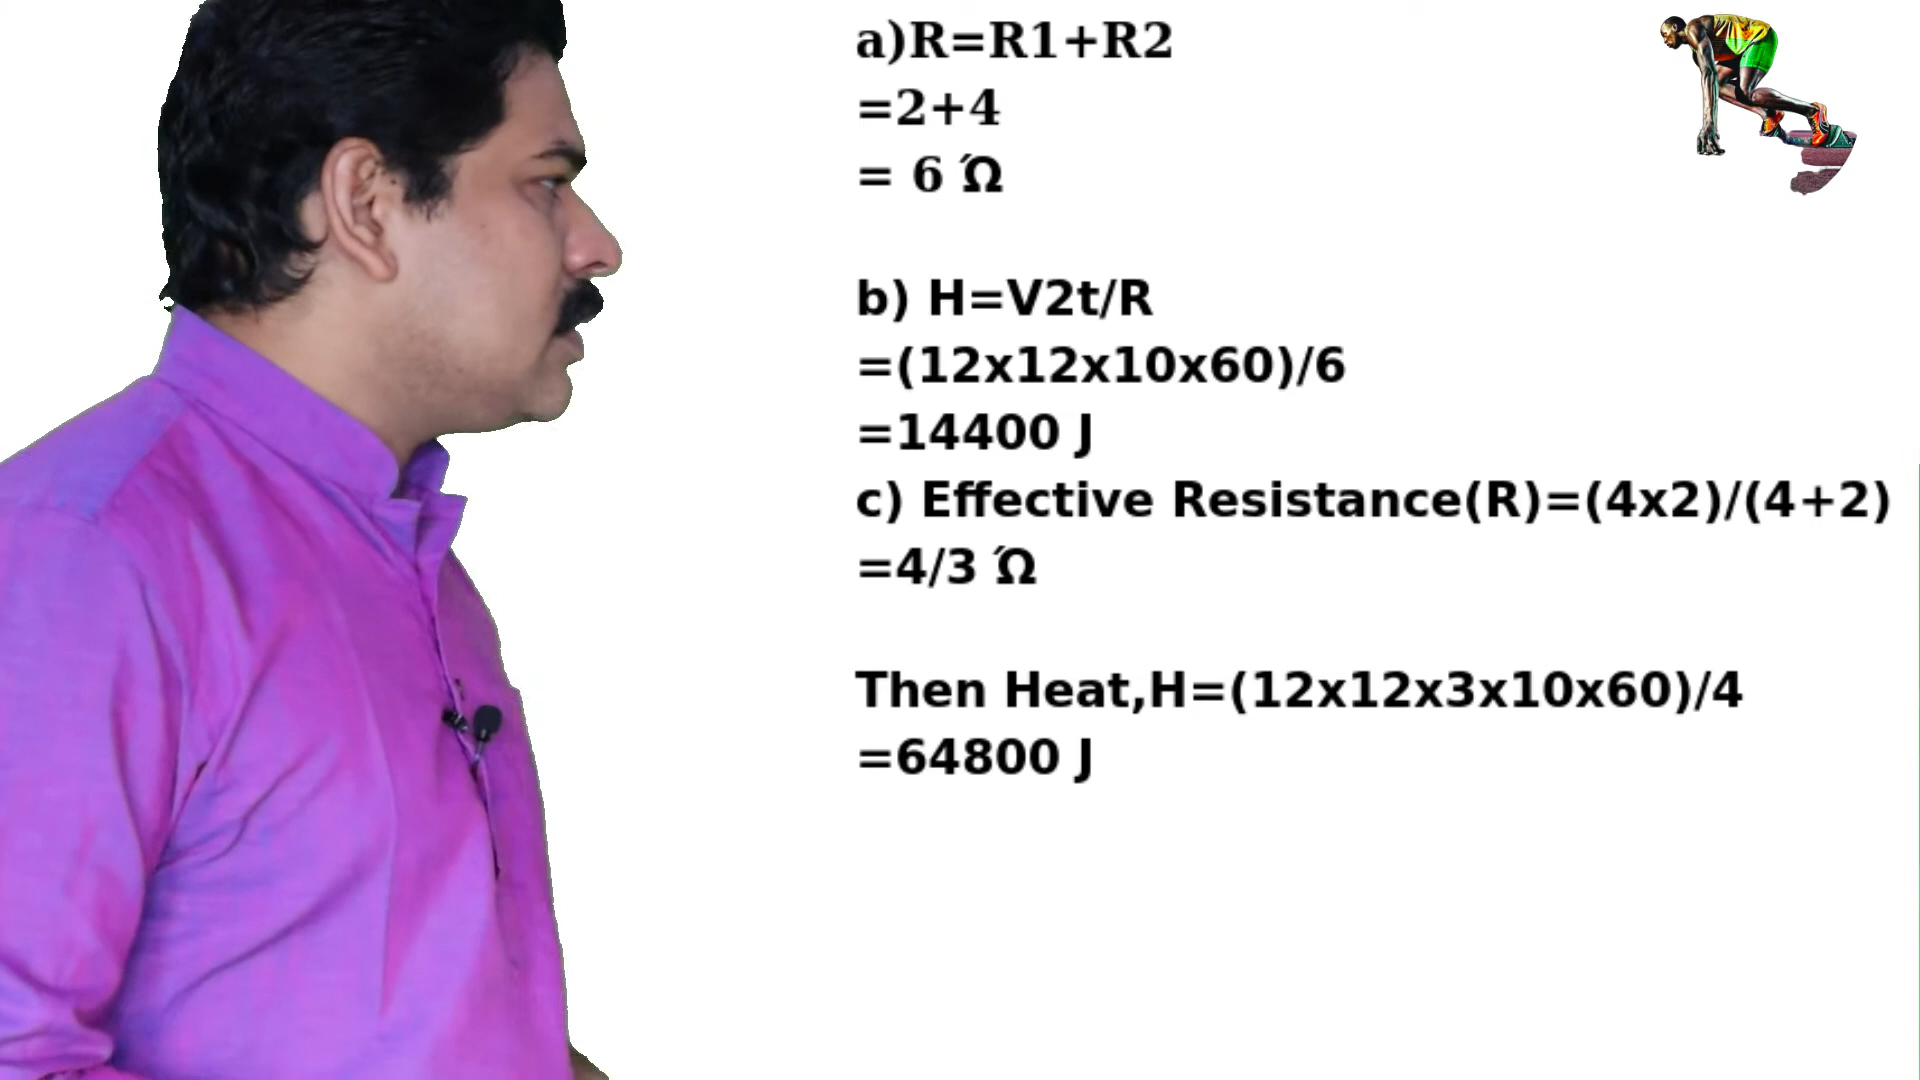 a)R=R1+R2
=2+4
= 6 Ώ
b) H=V2t/R
=(12x12x10x60)/6
=14400 J
c) Effective Resistance(R)=(4x2)/(4+2)
=4/3 Ώ
Then Heat,H=(12x12x3x10x60)/4
=64800 J